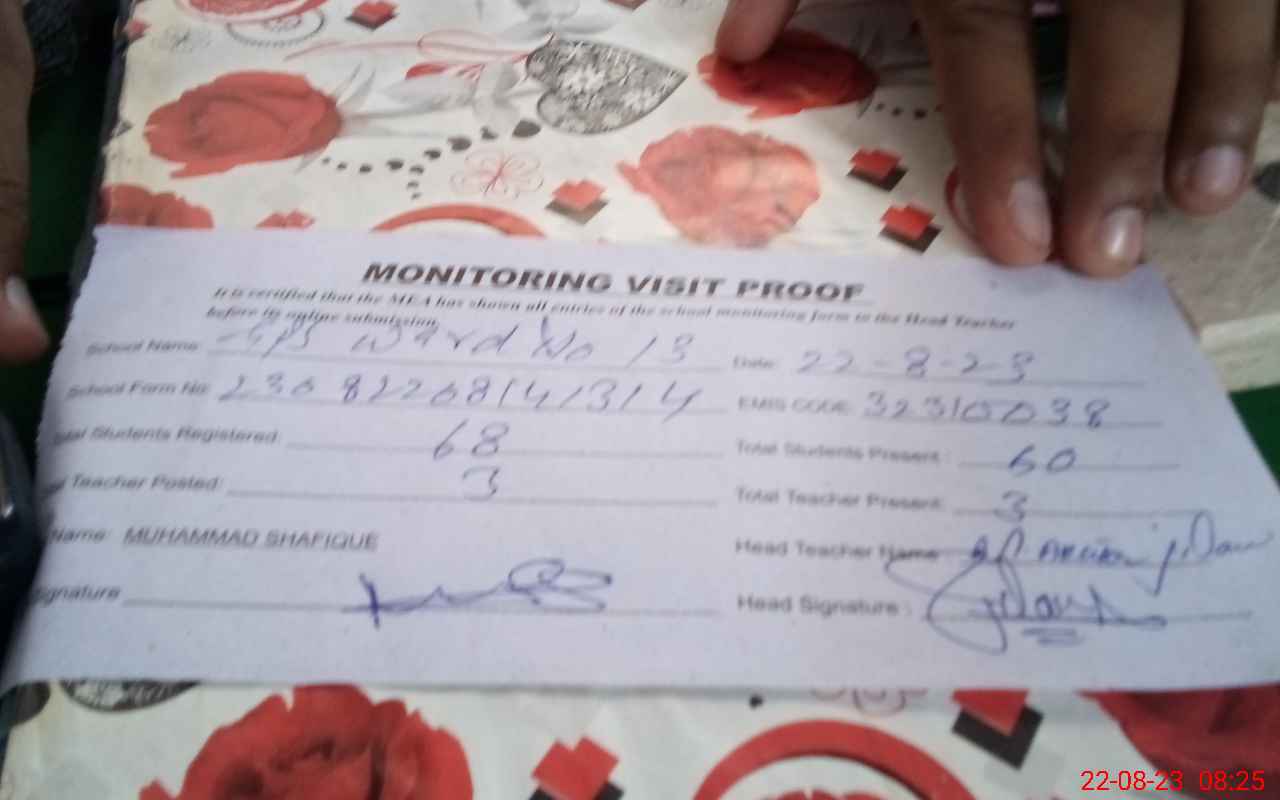 MONITORING VISIT PROOF
It is certified that the MEA has shown all entries of the school monitoring form to the Head Teacher
before its online submission.
School Name: GPS Ward No 13 Date: 22-8-23
School Form No: 23082208141314 EMIS CODE: 32310038
Total Students Registered: 68 Total Students Present: 60
Teacher Posted: 3 Total Teacher Present: 3
Name: MUHAMMAD SHAFIQUE Head Teacher Name
Signature Head Signature:
22-08-23 08:25